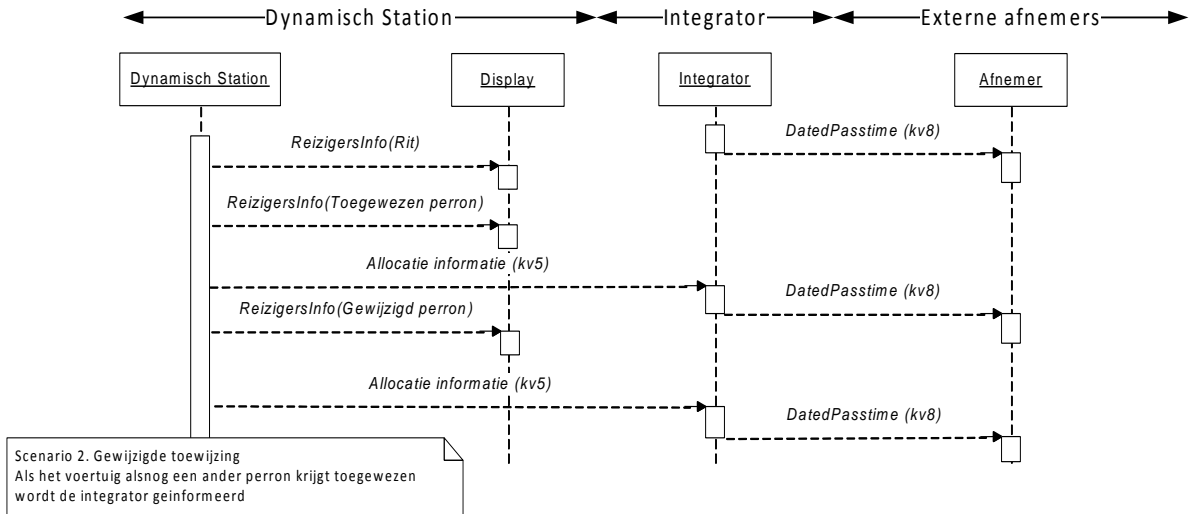 Dynamisch Station
Integrator
Externe afnemers
Dynamisch Station
Display
Integrator
Afnemer
ReizigersInfo(Rit)
DatedPasstime (kv8)
ReizigersInfo(Toegewezen perron)
Allocatie informatie (kv5)
DatedPasstime (kv8)
ReizigersInfo(Gewijzigd perron)
Allocatie informatie (kv5)
DatedPasstime (kv8)
Scenario 2. Gewijzigde toewijzing
Als het voertuig alsnog een ander perron krijgt toegewezen
wordt de integrator geinformeerd